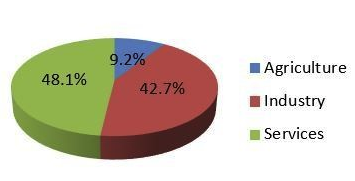 9.2%
48.1%
42.7%
Agriculture
Industry
Services